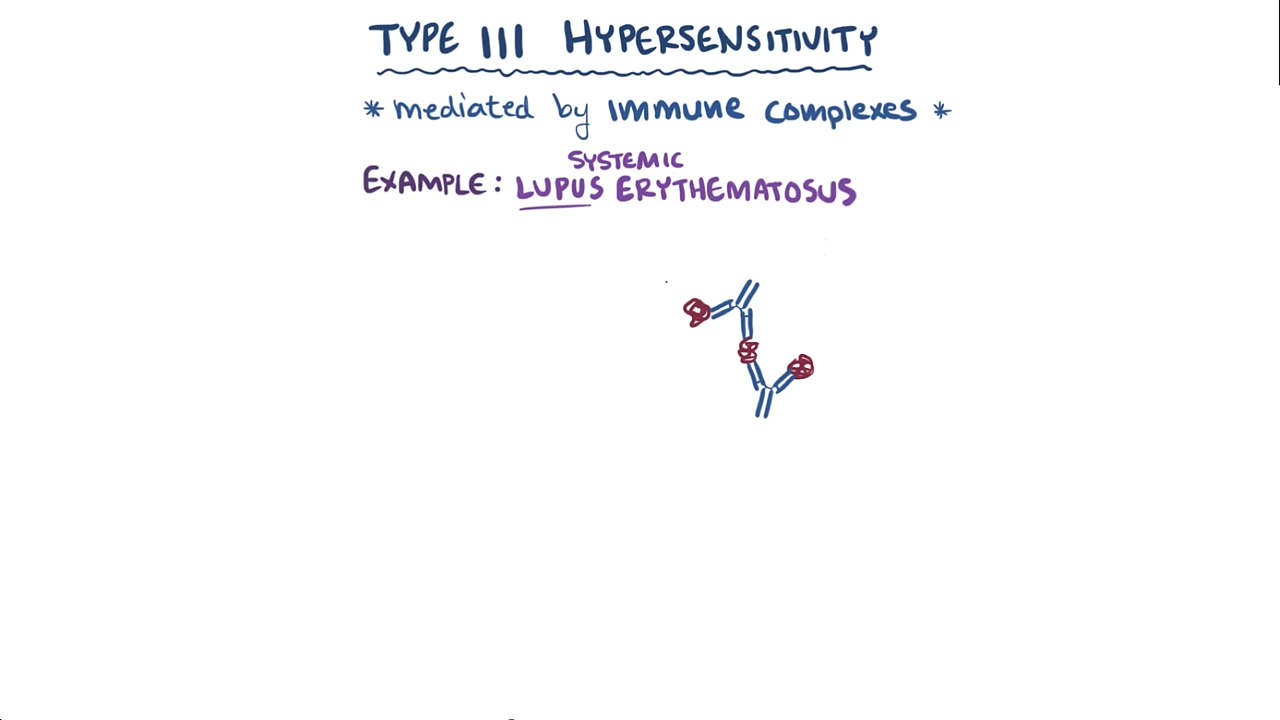 TYPE III HYPERSENSITIVITY
* mediated by immune complexes *
EXAMPLE: SYSTEMIC LUPUS ERYTHEMATOSUS